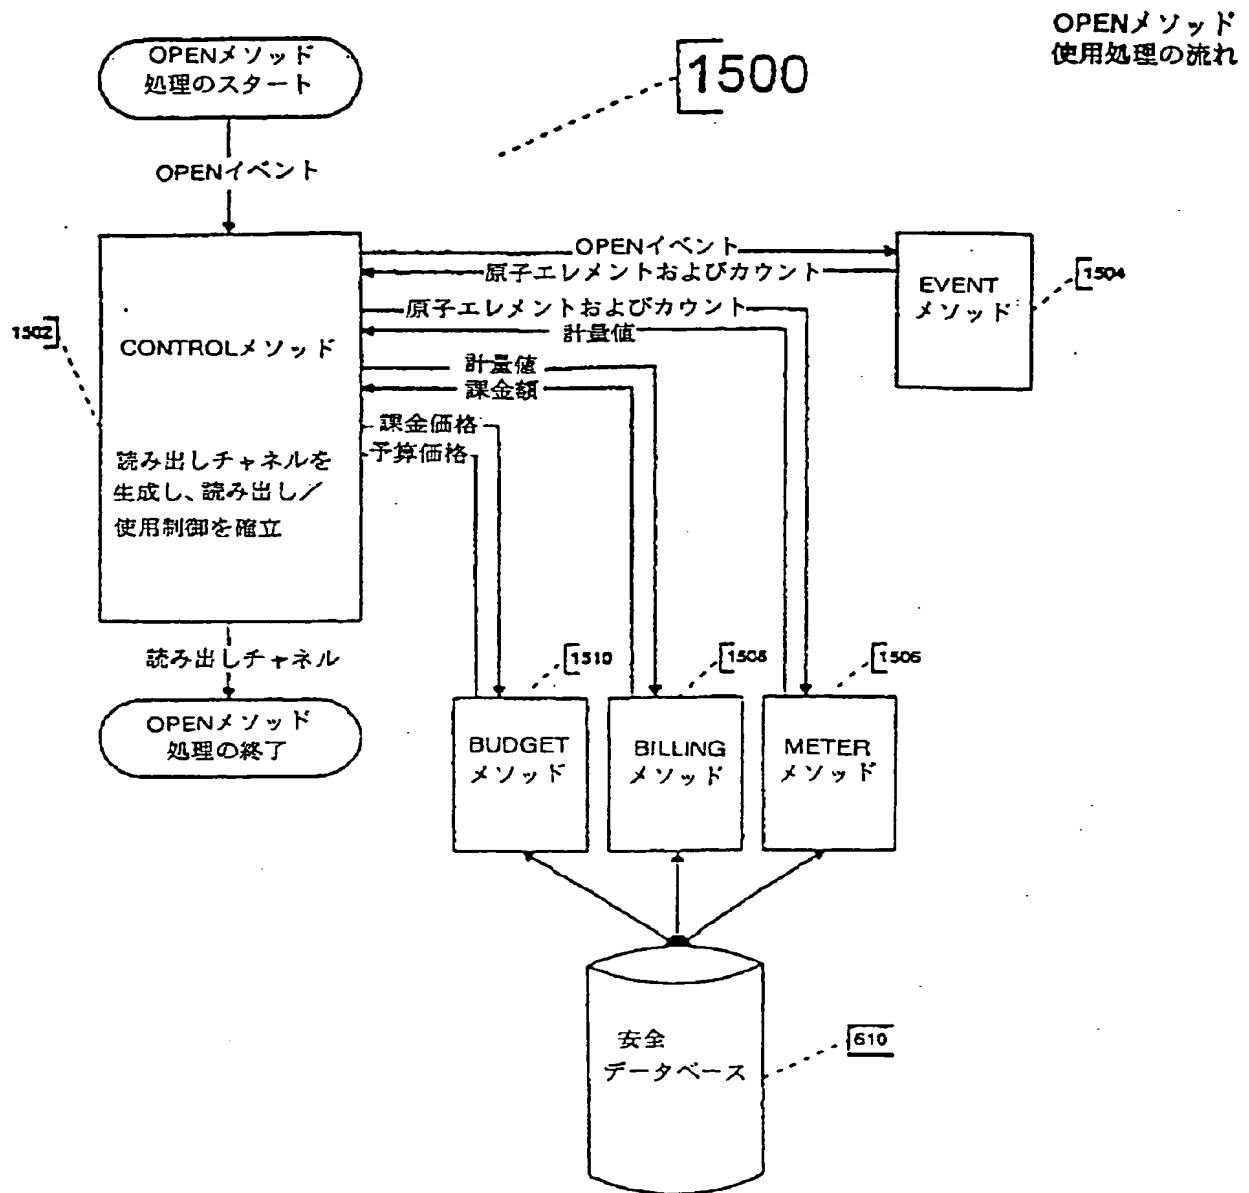 OPENメソッド
使用処理の流れ
OPENメソッド
処理のスタート
1500
OPENイベント
OPENイベント
原子エレメントおよびカウント
EVENT
メソッド
1504
原子エレメントおよびカウント
計量値
1502
CONTROLメソッド
計量値
課金額
課金価格
予算価格
読み出しチャネルを
生成し、読み出し／
使用制御を確立
読み出しチャネル
1510
1508
1506
OPENメソッド
処理の終了
BUDGET
メソッド
BILLING
メソッド
METER
メソッド
安全
データベース
610